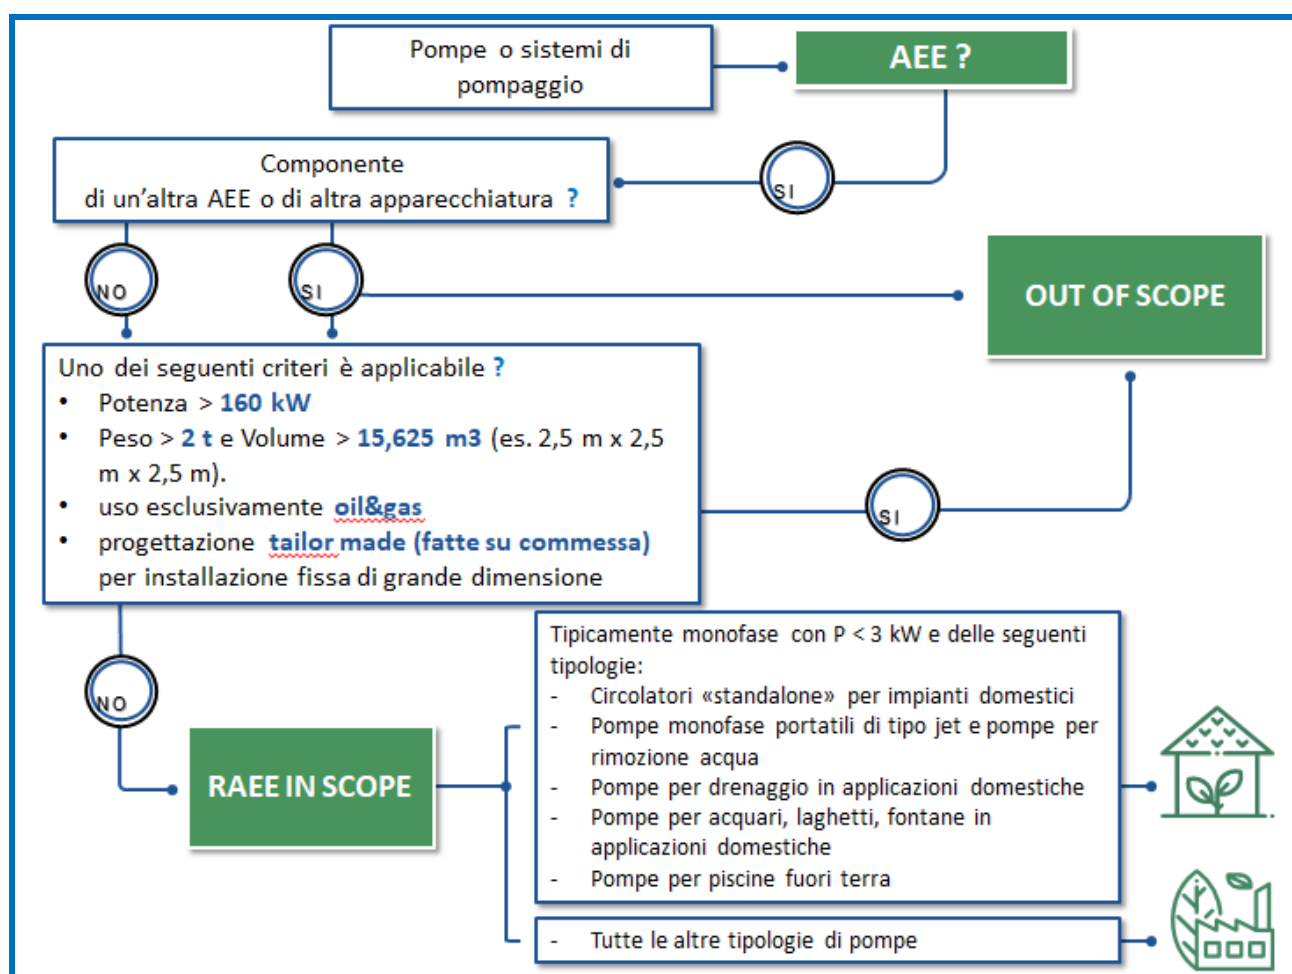 Pompe o sistemi di
pompaggio
AEE ?
SI
Componente
di un'altra AEE o di altra apparecchiatura ?
NO
SI
OUT OF SCOPE
Uno dei seguenti criteri è applicabile ?
• Potenza > 160 kW
• Peso > 2 t e Volume > 15,625 m3 (es. 2,5 m x 2,5
m x 2,5 m).
• uso esclusivamente oil&gas
• progettazione tailor made (fatte su commessa)
per installazione fissa di grande dimensione
SI
NO
RAEE IN SCOPE
Tipicamente monofase con P < 3 kW e delle seguenti
tipologie:
- Circolatori «standalone» per impianti domestici
- Pompe monofase portatili di tipo jet e pompe per
rimozione acqua
- Pompe per drenaggio in applicazioni domestiche
- Pompe per acquari, laghetti, fontane in
applicazioni domestiche
- Pompe per piscine fuori terra
- Tutte le altre tipologie di pompe